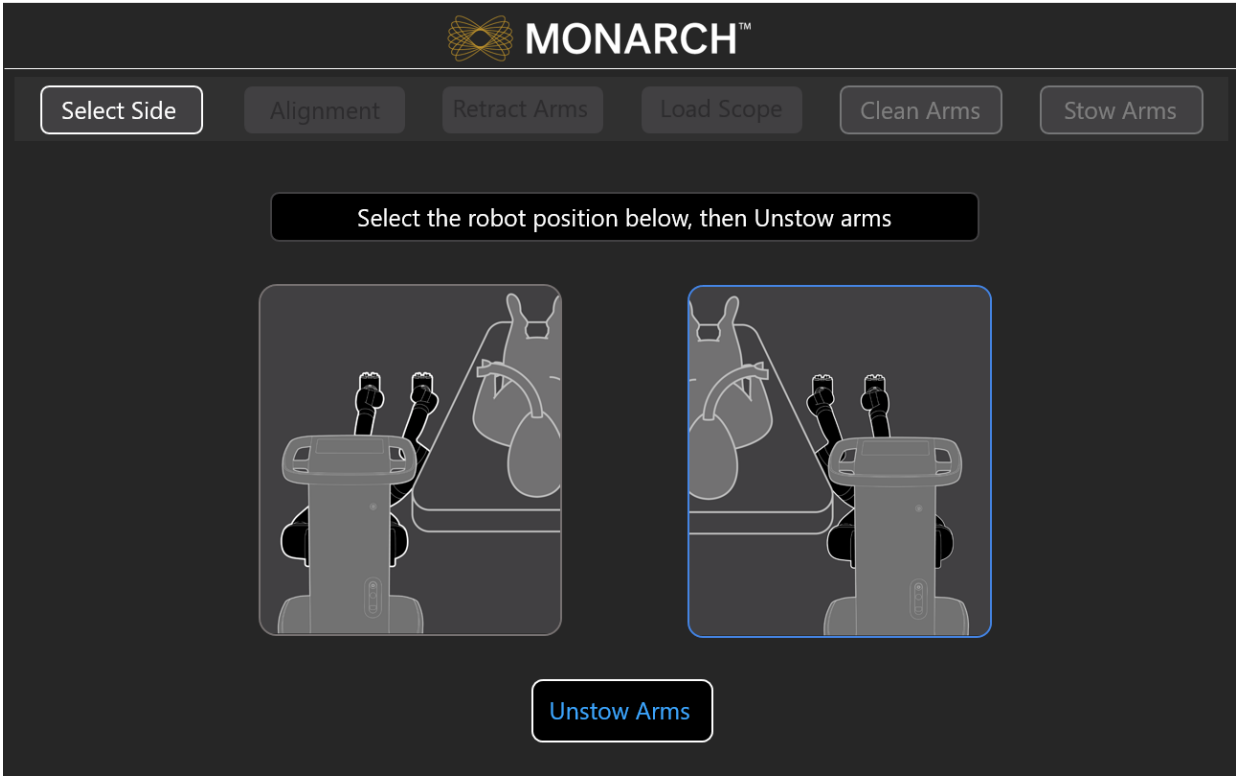 MONARCH™
Select Side Alignment Retract Arms Load Scope Clean Arms Stow Arms
Select the robot position below, then Unstow arms
Unstow Arms